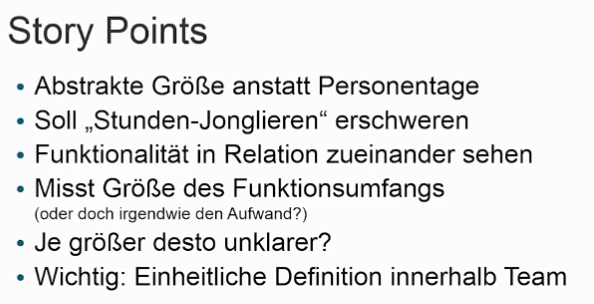 Story Points
• Abstrakte Größe anstatt Personentage
• Soll „Stunden-Jonglieren“ erschweren
• Funktionalität in Relation zueinander sehen
• Misst Größe des Funktionsumfangs
(oder doch irgendwie den Aufwand?)
• Je größer desto unklarer?
• Wichtig: Einheitliche Definition innerhalb Team